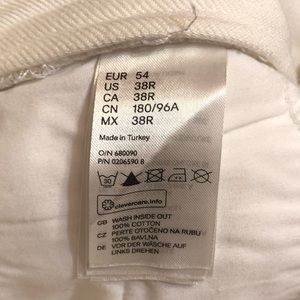 EUR 54
US 38R
CA 38R
CN 180/96A
MX 38R
Made in Turkey
O/N 680090
P/N 0206590 8
30
clevercare.info
GB WASH INSIDE OUT
100% COTTON
CZ PERTE OTOČENO NA RUBU
100% BAVLNA
DE VOR DER WÄSCHE AUF
LINKS DREHEN